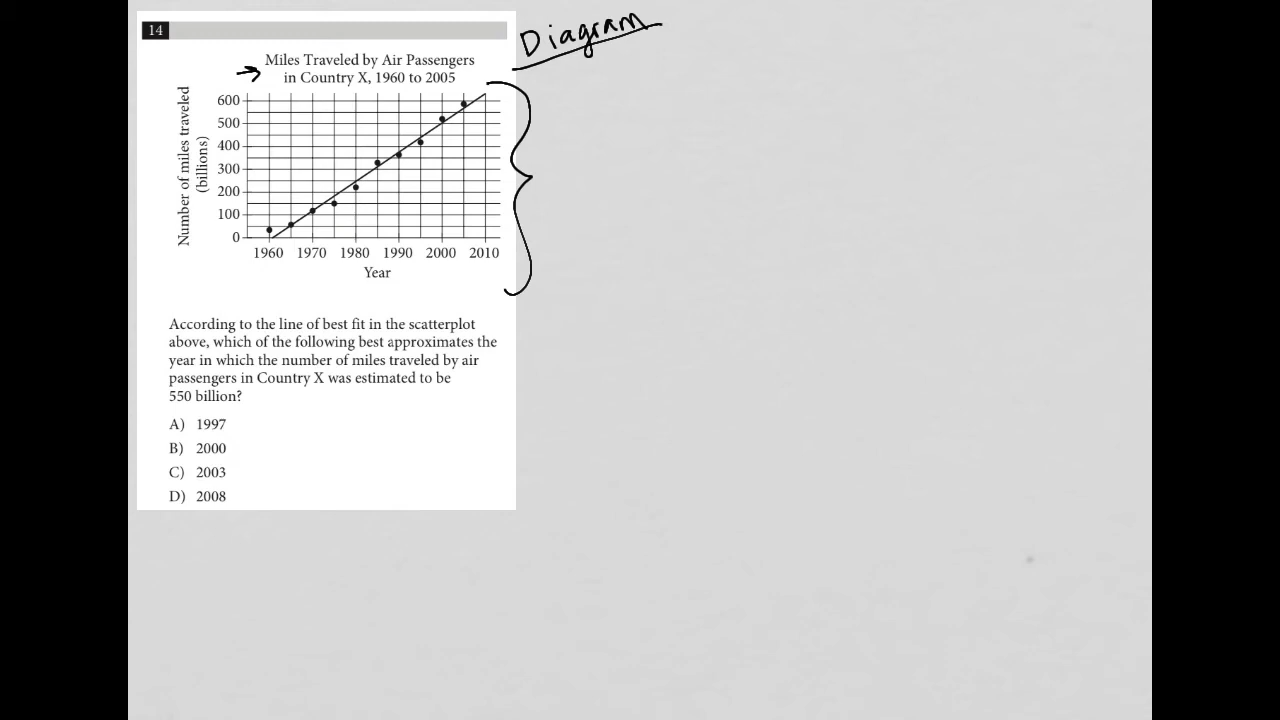 14
Diagram
Miles Traveled by Air Passengers
in Country X, 1960 to 2005
Number of miles traveled
(billions)
600
500
400
300
200
100
0
1960 1970 1980 1990 2000 2010
Year
According to the line of best fit in the scatterplot
above, which of the following best approximates the
year in which the number of miles traveled by air
passengers in Country X was estimated to be
550 billion?
A) 1997
B) 2000
C) 2003
D) 2008